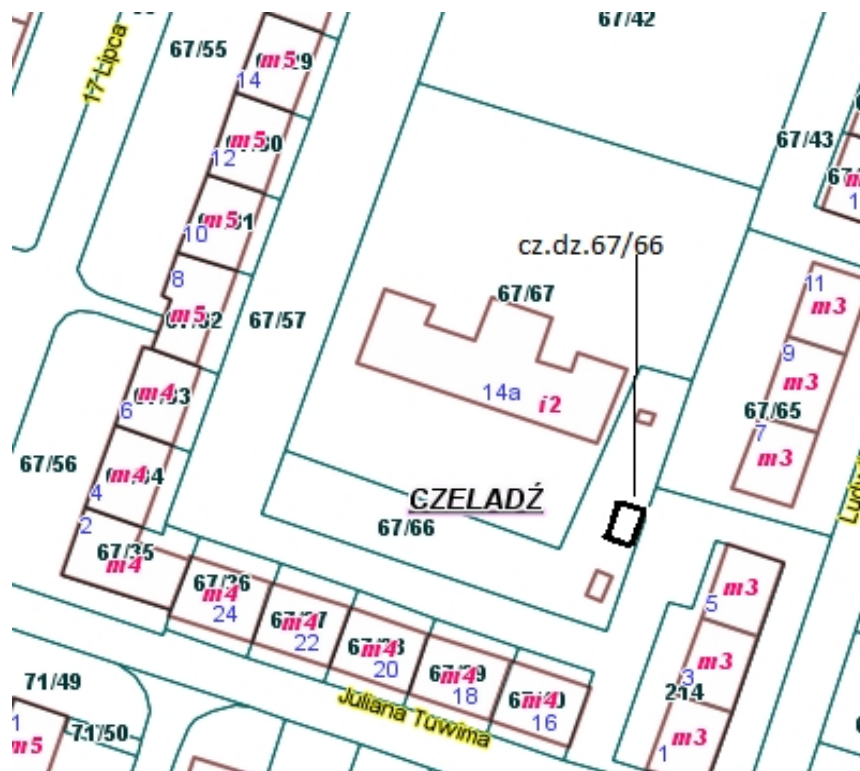 67/42
67/55
17 Lipca
m5
14
m5
12
67/43
m5
10
cz.dz.67/66
8
m5
67/57
67/67
11
m3
9
m3
m4
6
14a
i2
67/65
7
m3
67/56
m4
4
CZELADŹ
67/66
2
67/35
m4
67/36
m4
24
m4
22
m4
20
m4
18
m4
16
m3
5
m3
3
214
m3
1
71/49
Juliana Tuwima
71/50
1
m5